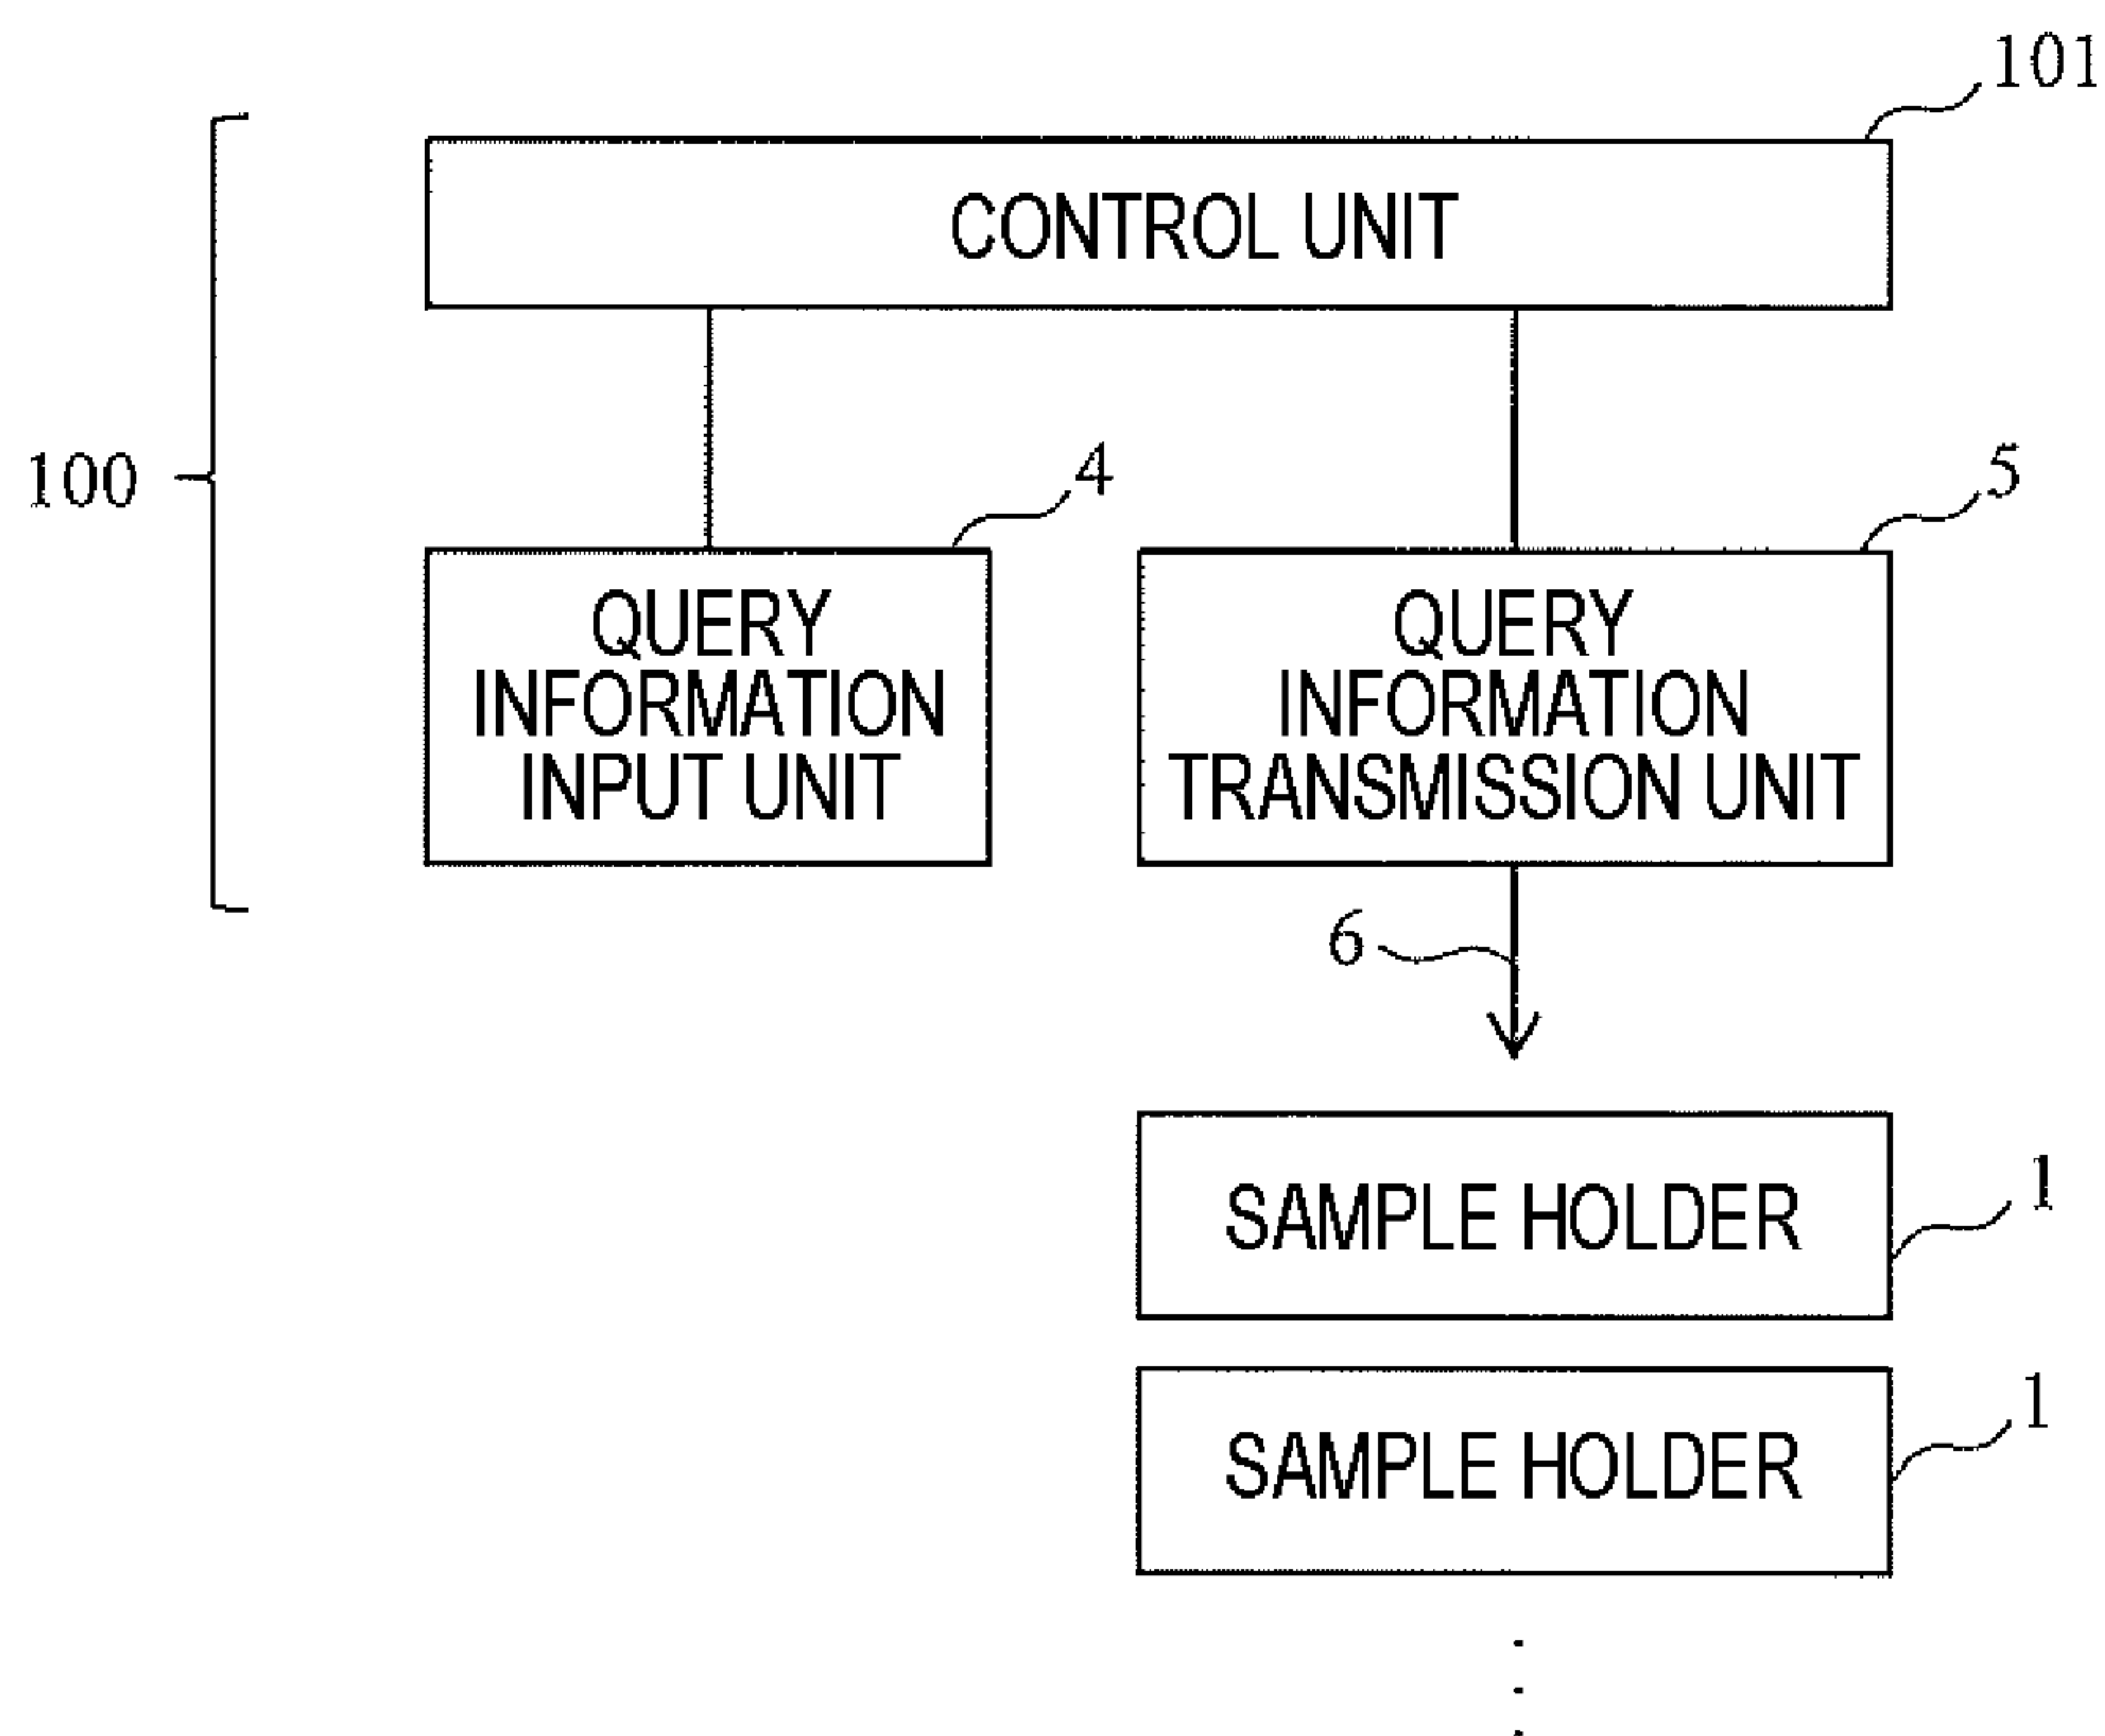 101
CONTROL UNIT
100
4
5
QUERY
INFORMATION
INPUT UNIT
QUERY
INFORMATION
TRANSMISSION UNIT
6
SAMPLE HOLDER
1
SAMPLE HOLDER
1